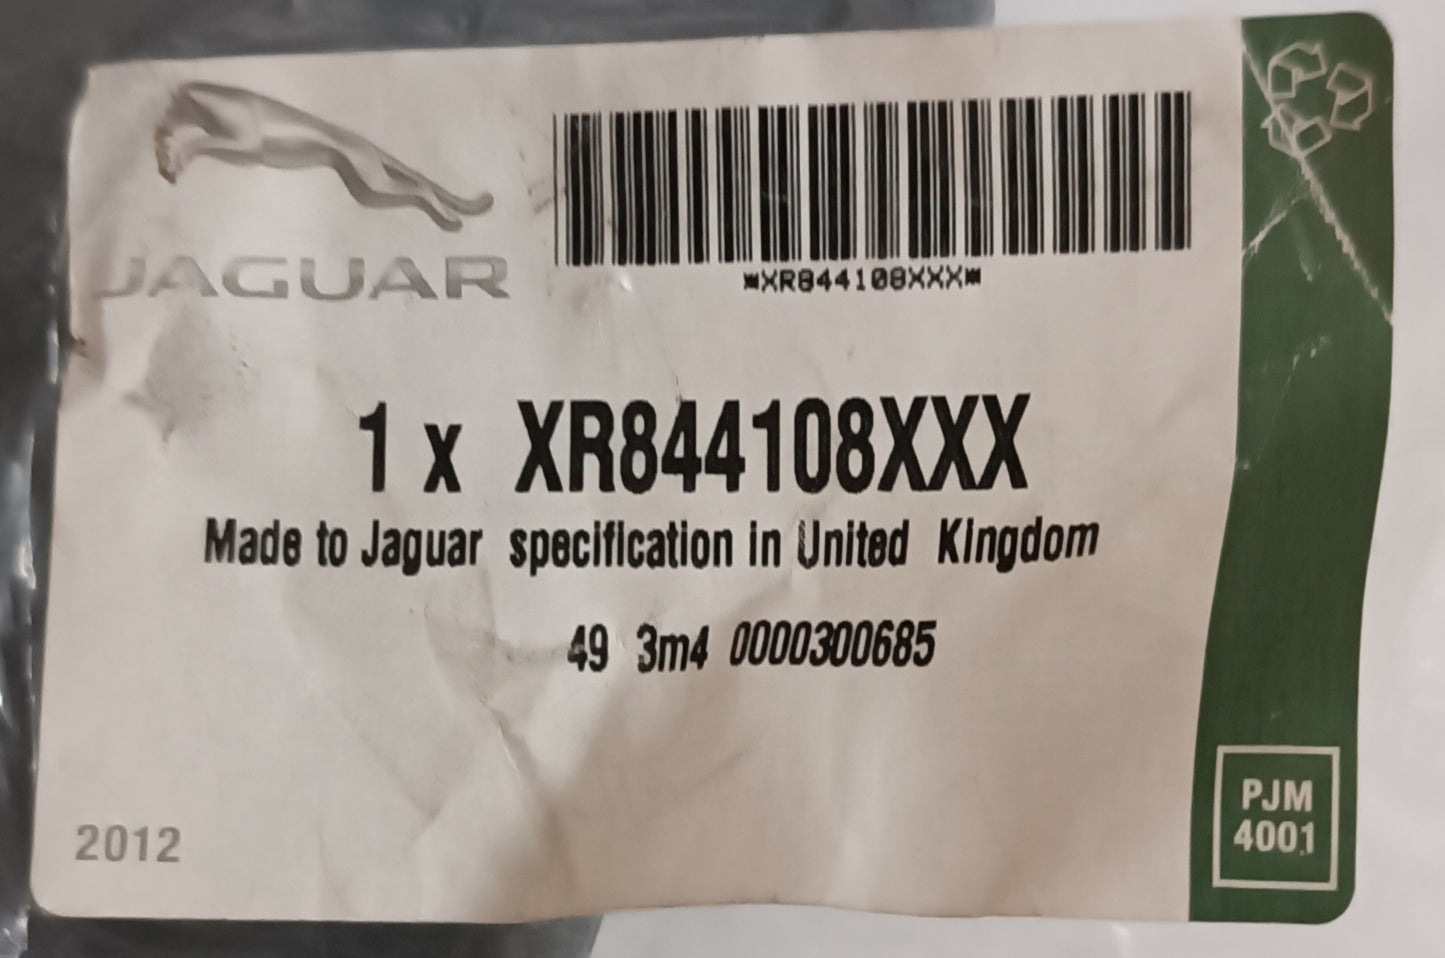 JAGUAR
*XR844108XXX*
1 x XR844108XXX
Made to Jaguar specification in United Kingdom
49 3m4 0000300685
2012
PJM
4001